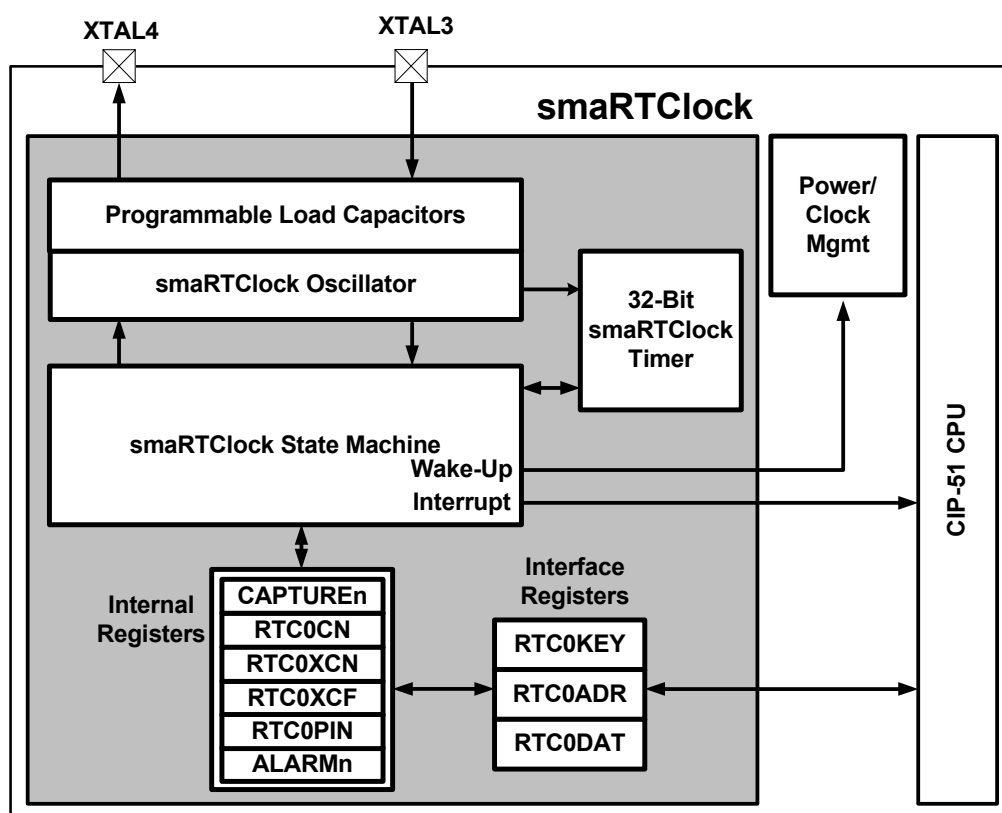 XTAL4
XTAL3
smaRTClock
Programmable Load Capacitors
smaRTClock Oscillator
32-Bit
smaRTClock
Timer
Power/
Clock
Mgmt
CIP-51 CPU
smaRTClock State Machine
Wake-Up
Interrupt
Internal
Registers
CAPTUREn
RTC0CN
RTC0XCN
RTC0XCF
RTC0PIN
ALARMn
Interface
Registers
RTC0KEY
RTC0ADR
RTC0DAT